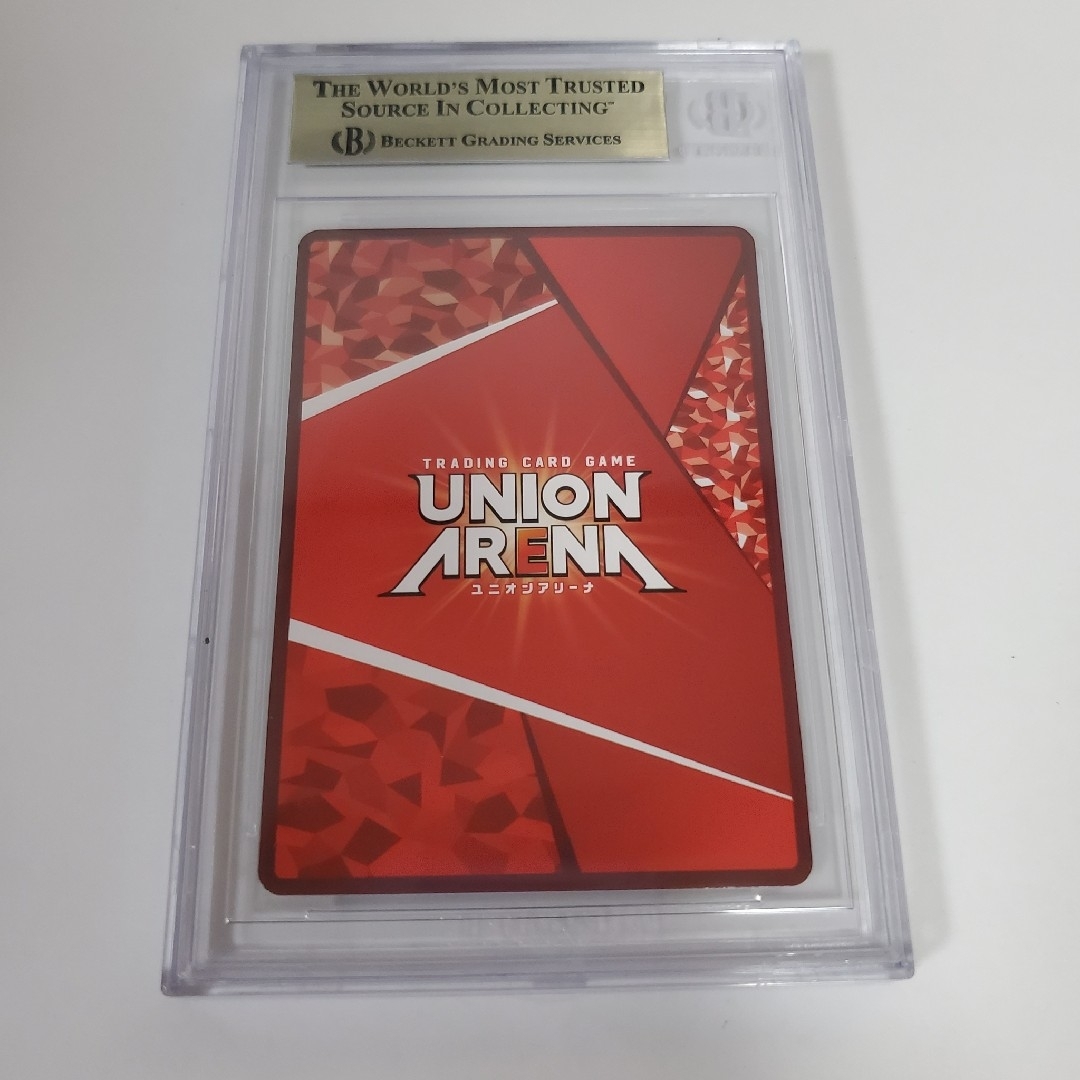 THE WORLD'S MOST TRUSTED
SOURCE IN COLLECTING™
B BECKETT GRADING SERVICES
TRADING CARD GAME
UNION
ARENA
ユニオンアリーナ